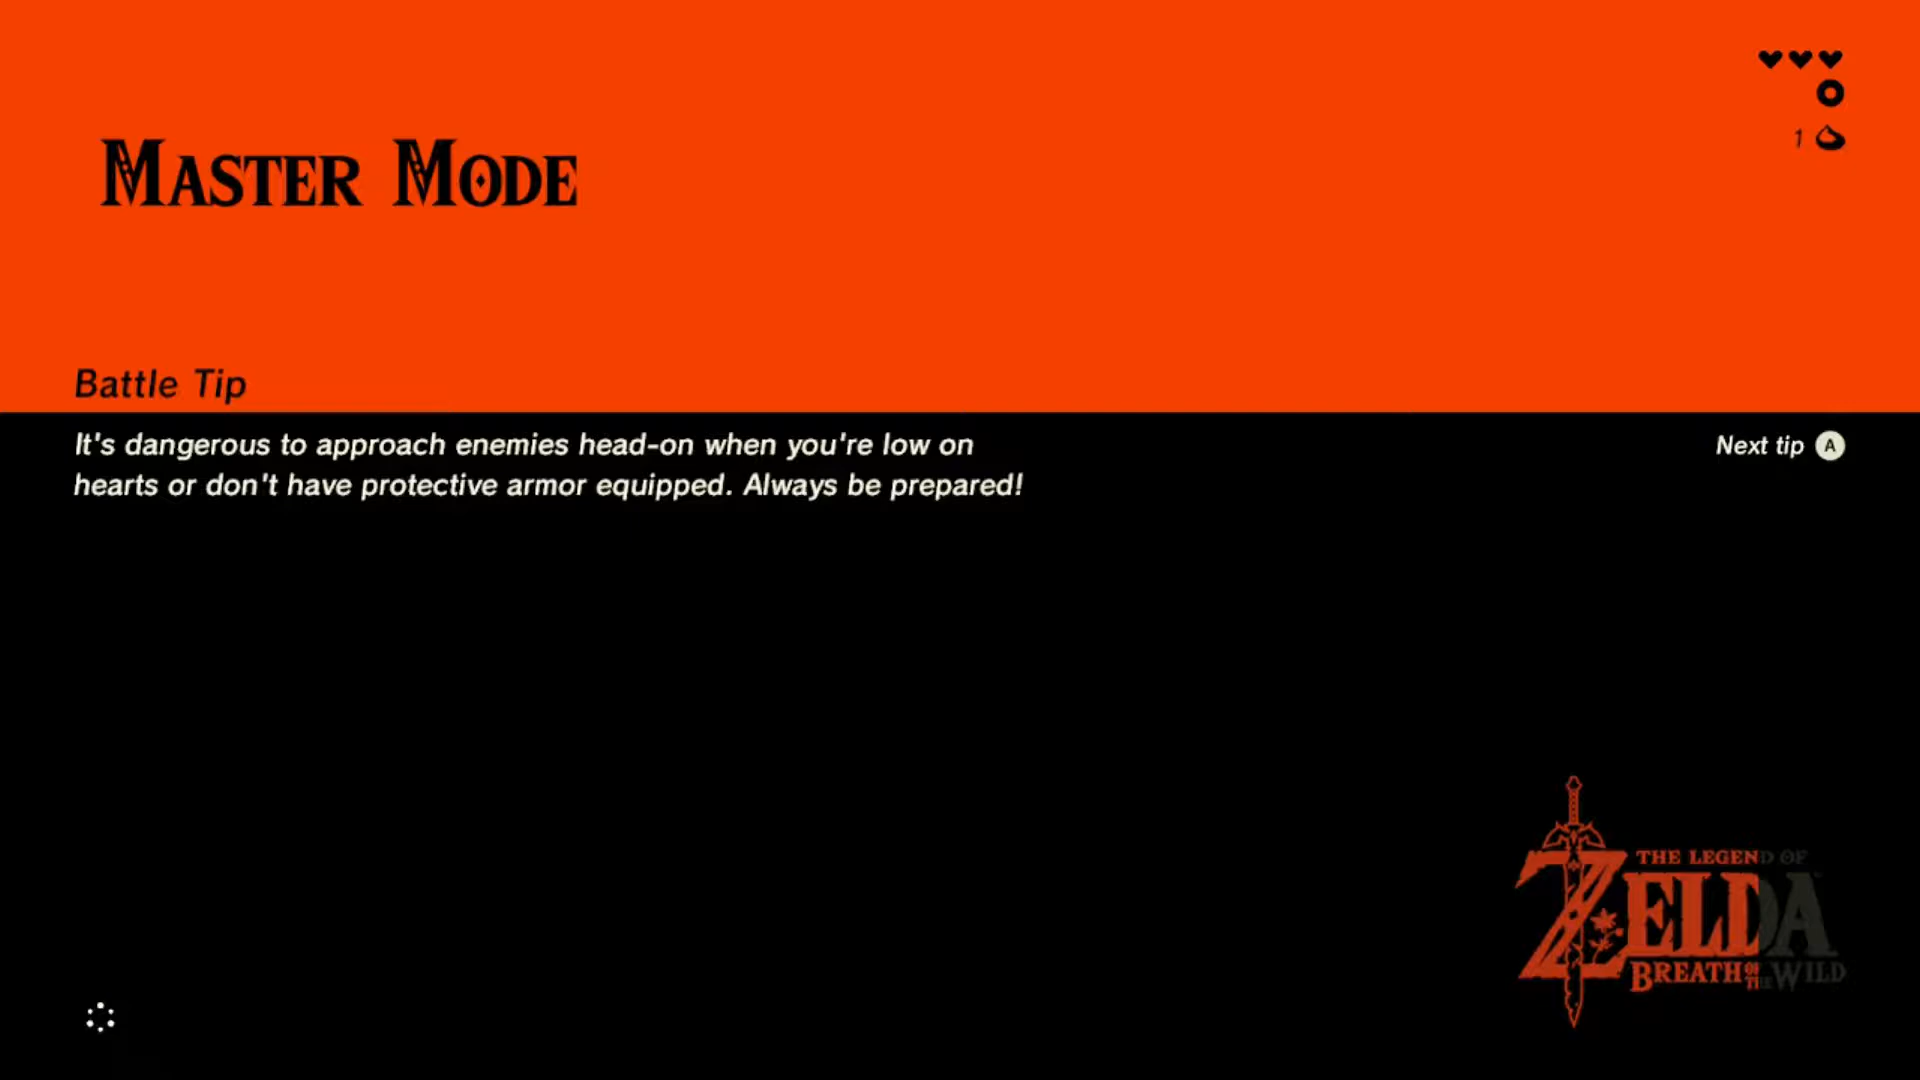 MASTER MODE
1
Battle Tip
It's dangerous to approach enemies head-on when you're low on
hearts or don't have protective armor equipped. Always be prepared!
Next tip A
THE LEGEND OF
ZELDA
BREATH OF THE WILD